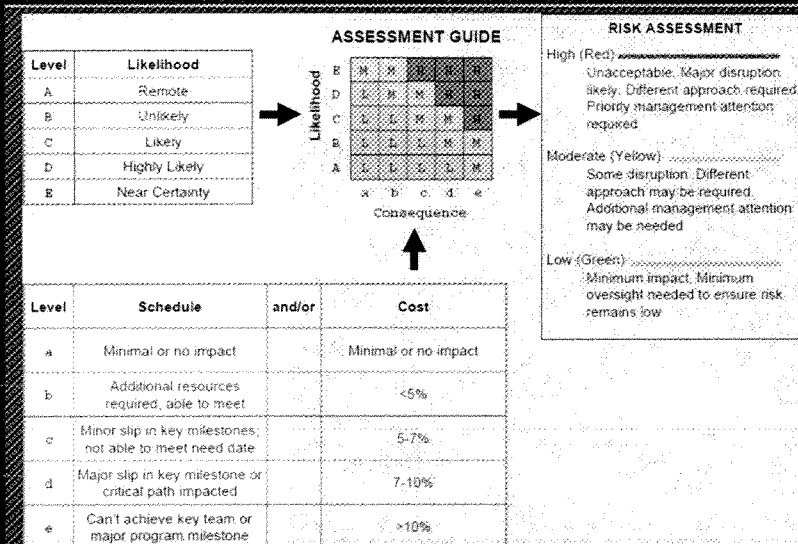 ASSESSMENT GUIDE
Level Likelihood
A Remote
B Unlikely
C Likely
D Highly Likely
E Near Certainty
Likelihood
E M M H H H
D L M M H H
C L L M M H
B L L L M M
A L L L L M
a b c d e
Consequence
RISK ASSESSMENT
High (Red)
Unacceptable. Major disruption
likely. Different approach required.
Priority management attention
required
Moderate (Yellow)
Some disruption. Different
approach may be required.
Additional management attention
may be needed
Low (Green)
Minimum impact. Minimum
oversight needed to ensure risk
remains low
Level Schedule and/or Cost
a Minimal or no impact Minimal or no impact
b Additional resources
required, able to meet <5%
c Minor slip in key milestones;
not able to meet need date 5-7%
d Major slip in key milestone or
critical path impacted 7-10%
e Can't achieve key team or
major program milestone >10%